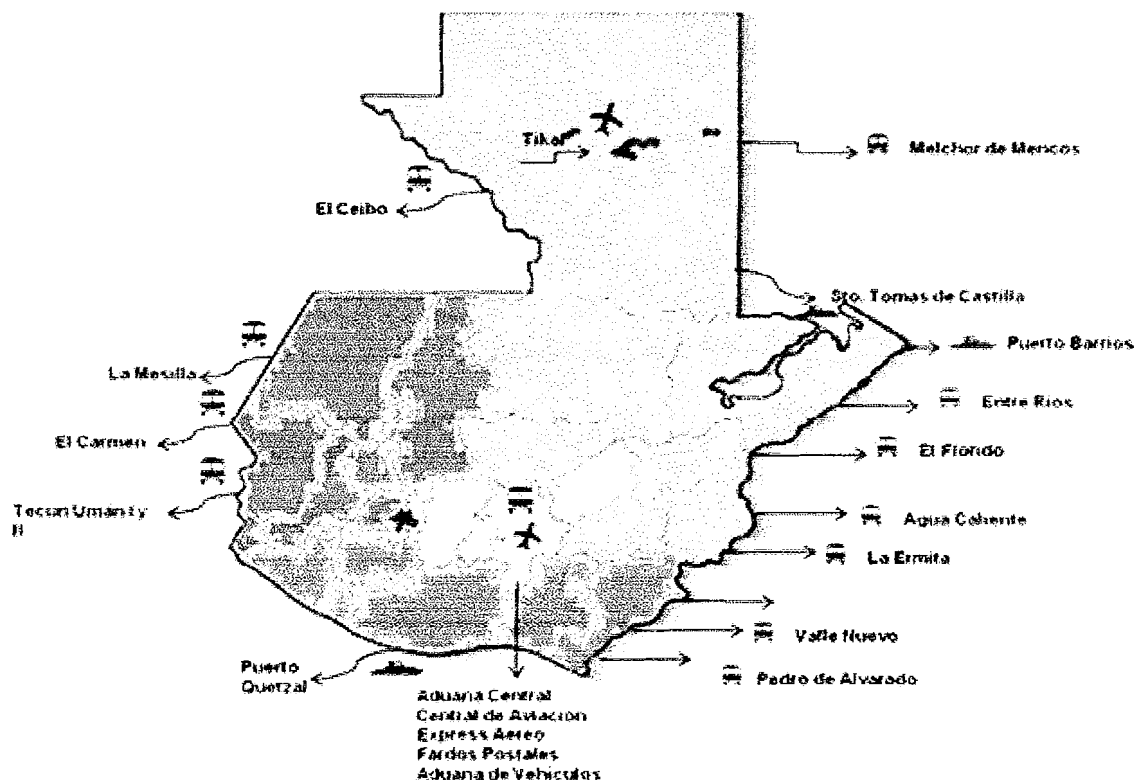 Tikal
Melchor de Mencos
El Ceibo
Sto. Tomas de Castilla
Puerto Barrios
La Mesilla
Entre Rios
El Carmen
El Florido
Tecun Uman I y
II
Agua Caliente
La Ermita
Valle Nuevo
Puerto
Quetzal
Pedro de Alvarado
Aduana Central
Central de Aviacion
Express Aereo
Fardos Postales
Aduana de Vehiculos